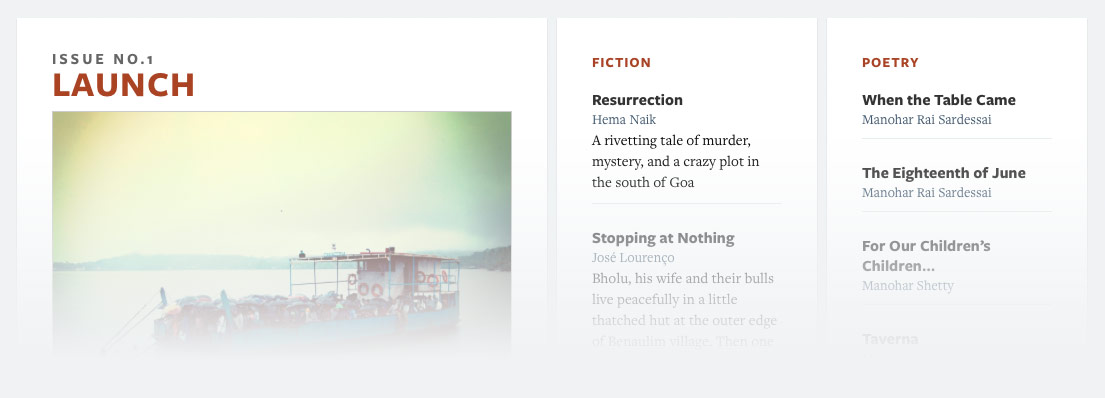 ISSUE NO.1
LAUNCH
FICTION
Resurrection
Hema Naik
A rivetting tale of murder,
mystery, and a crazy plot in
the south of Goa
Stopping at Nothing
José Lourenço
Bholu, his wife and their bulls
live peacefully in a little
thatched hut at the outer edge
of Benaulim village. Then one
POETRY
When the Table Came
Manohar Rai Sardessai
The Eighteenth of June
Manohar Rai Sardessai
For Our Children’s
Children…
Manohar Shetty
Taverna